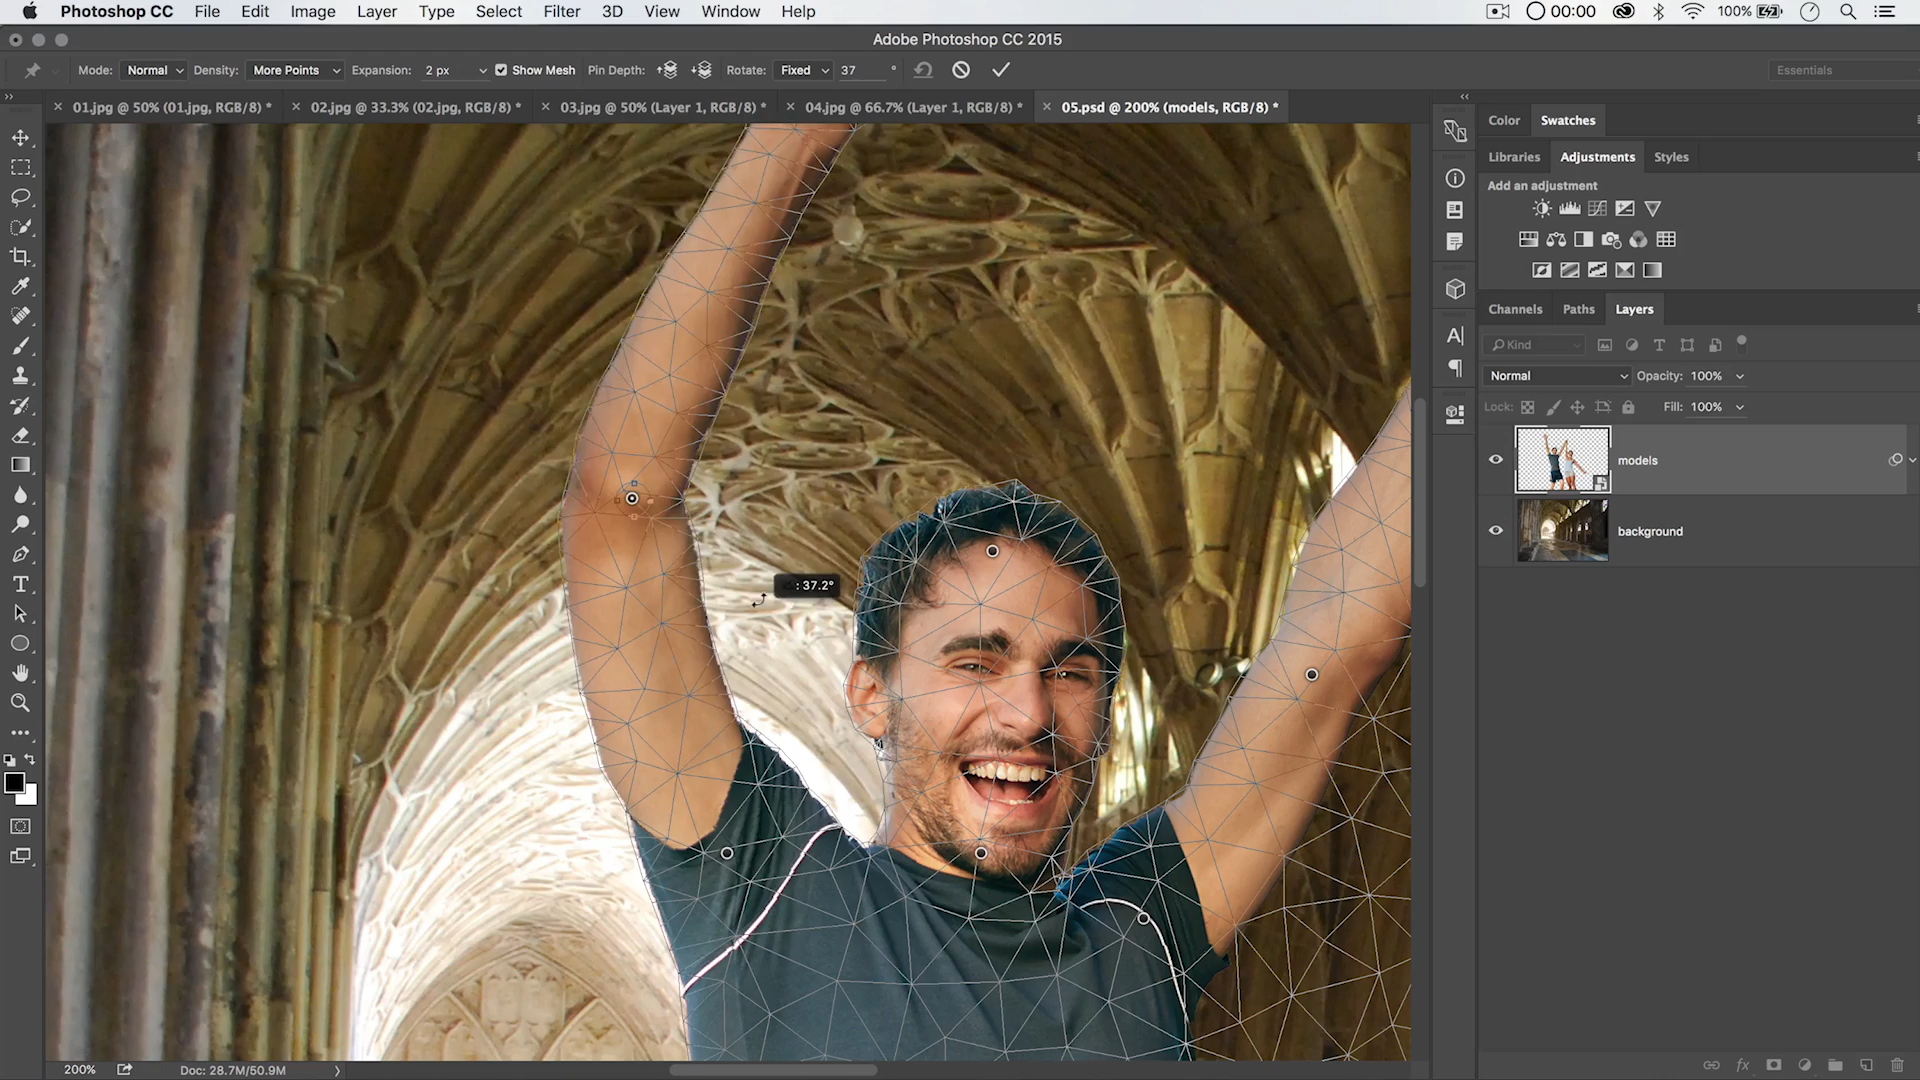 Photoshop CC File Edit Image Layer Type Select Filter 3D View Window Help 00:00 100%
Adobe Photoshop CC 2015
Mode: Normal Density: More Points Expansion: 2 px Show Mesh Pin Depth: Rotate: Fixed 37 ° Essentials
01.jpg @ 50% (01.jpg, RGB/8) * 02.jpg @ 33.3% (02.jpg, RGB/8) * 03.jpg @ 50% (Layer 1, RGB/8) * 04.jpg @ 66.7% (Layer 1, RGB/8) * 05.psd @ 200% (models, RGB/8) *
Color Swatches
Libraries Adjustments Styles
Add an adjustment
Channels Paths Layers
Kind
Normal Opacity: 100%
Lock: Fill: 100%
models
background
: 37.2°
200% Doc: 28.7M/50.9M
fx